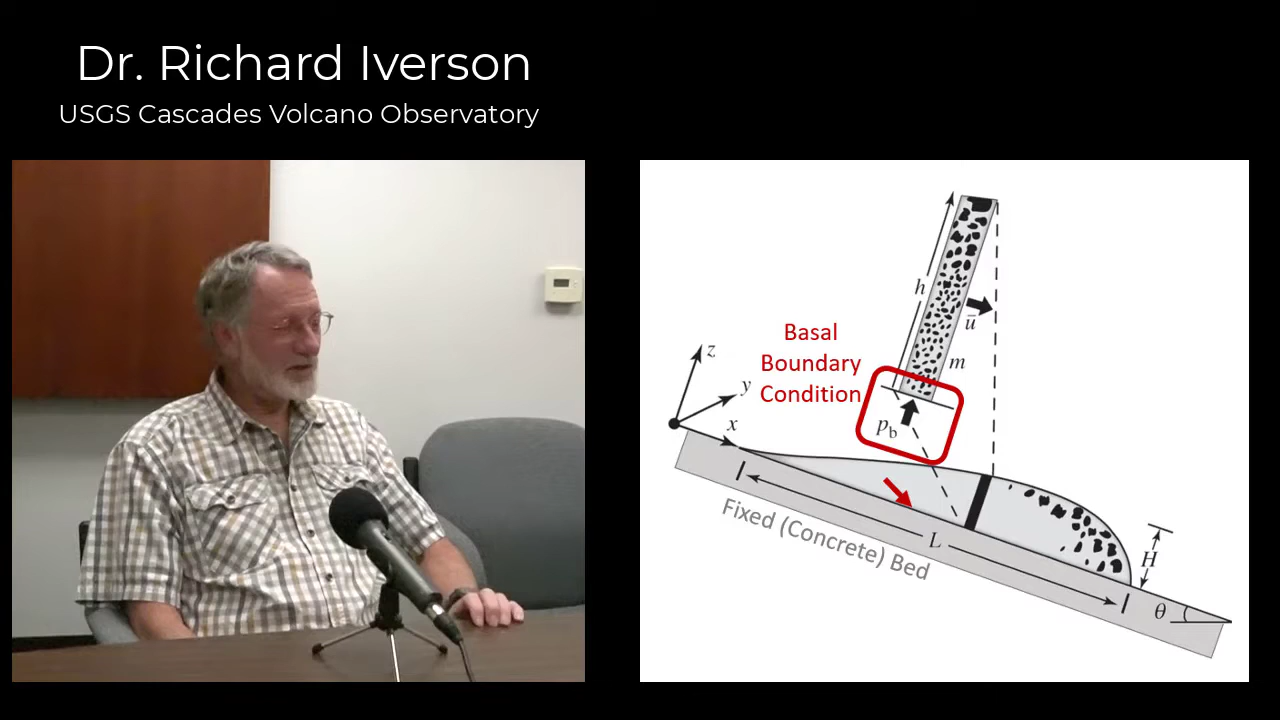 Dr. Richard Iverson
USGS Cascades Volcano Observatory
h
ū
m
Basal
Boundary
Condition
z
y
x
p_b
Fixed (Concrete) Bed
L
H
θ